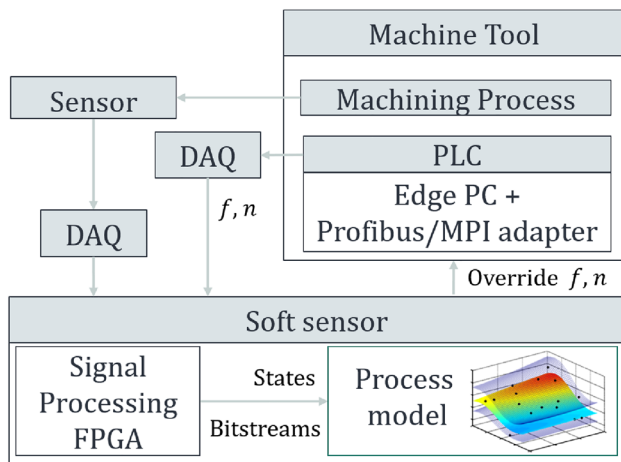 Machine Tool
Sensor
Machining Process
DAQ
PLC
f, n
Edge PC +
Profibus/MPI adapter
DAQ
Override f, n
Soft sensor
Signal
Processing
FPGA
States
Bitstreams
Process
model